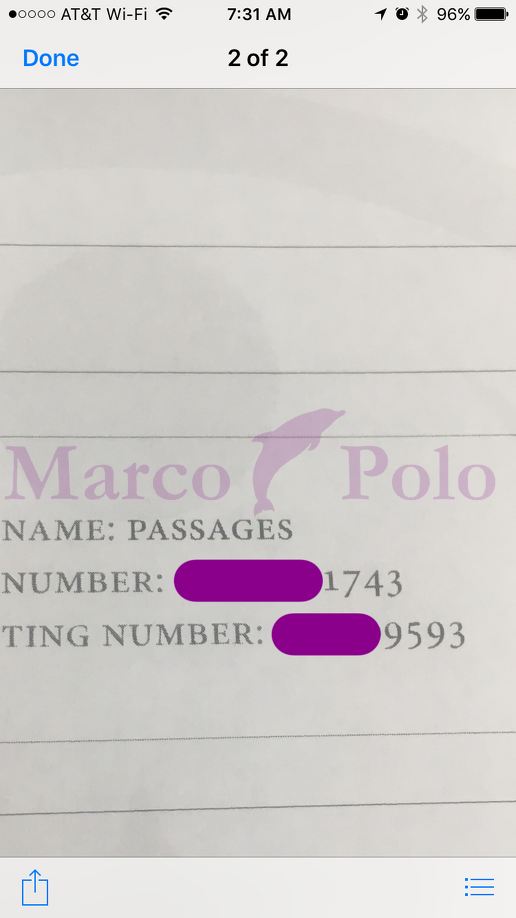 AT&T Wi-Fi 7:31 AM 96%
Done 2 of 2
Marco Polo
NAME: PASSAGES
NUMBER: 1743
TING NUMBER: 9593